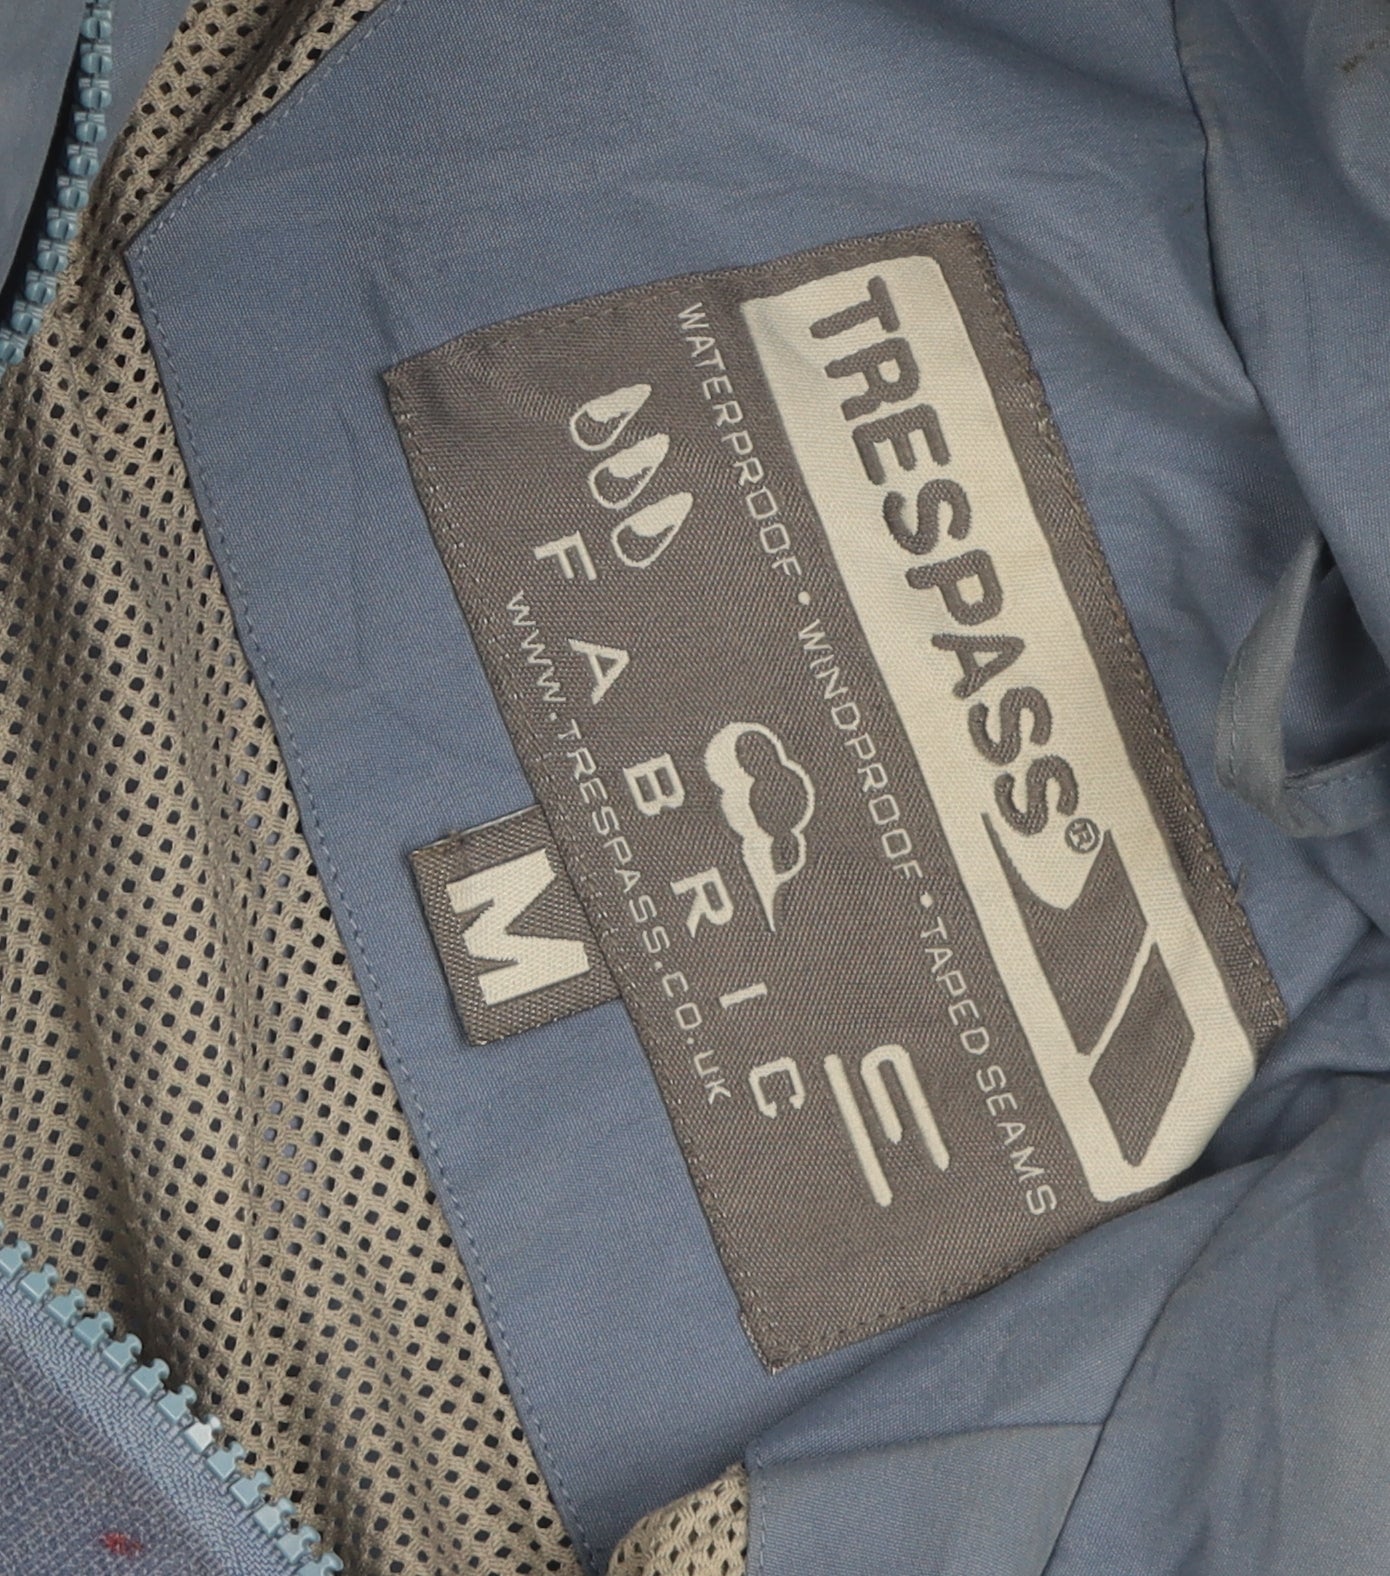 TRESPASS®
WATERPROOF • WINDPROOF • TAPED SEAMS
FABRIC
WWW.TRESPASS.CO.UK
M